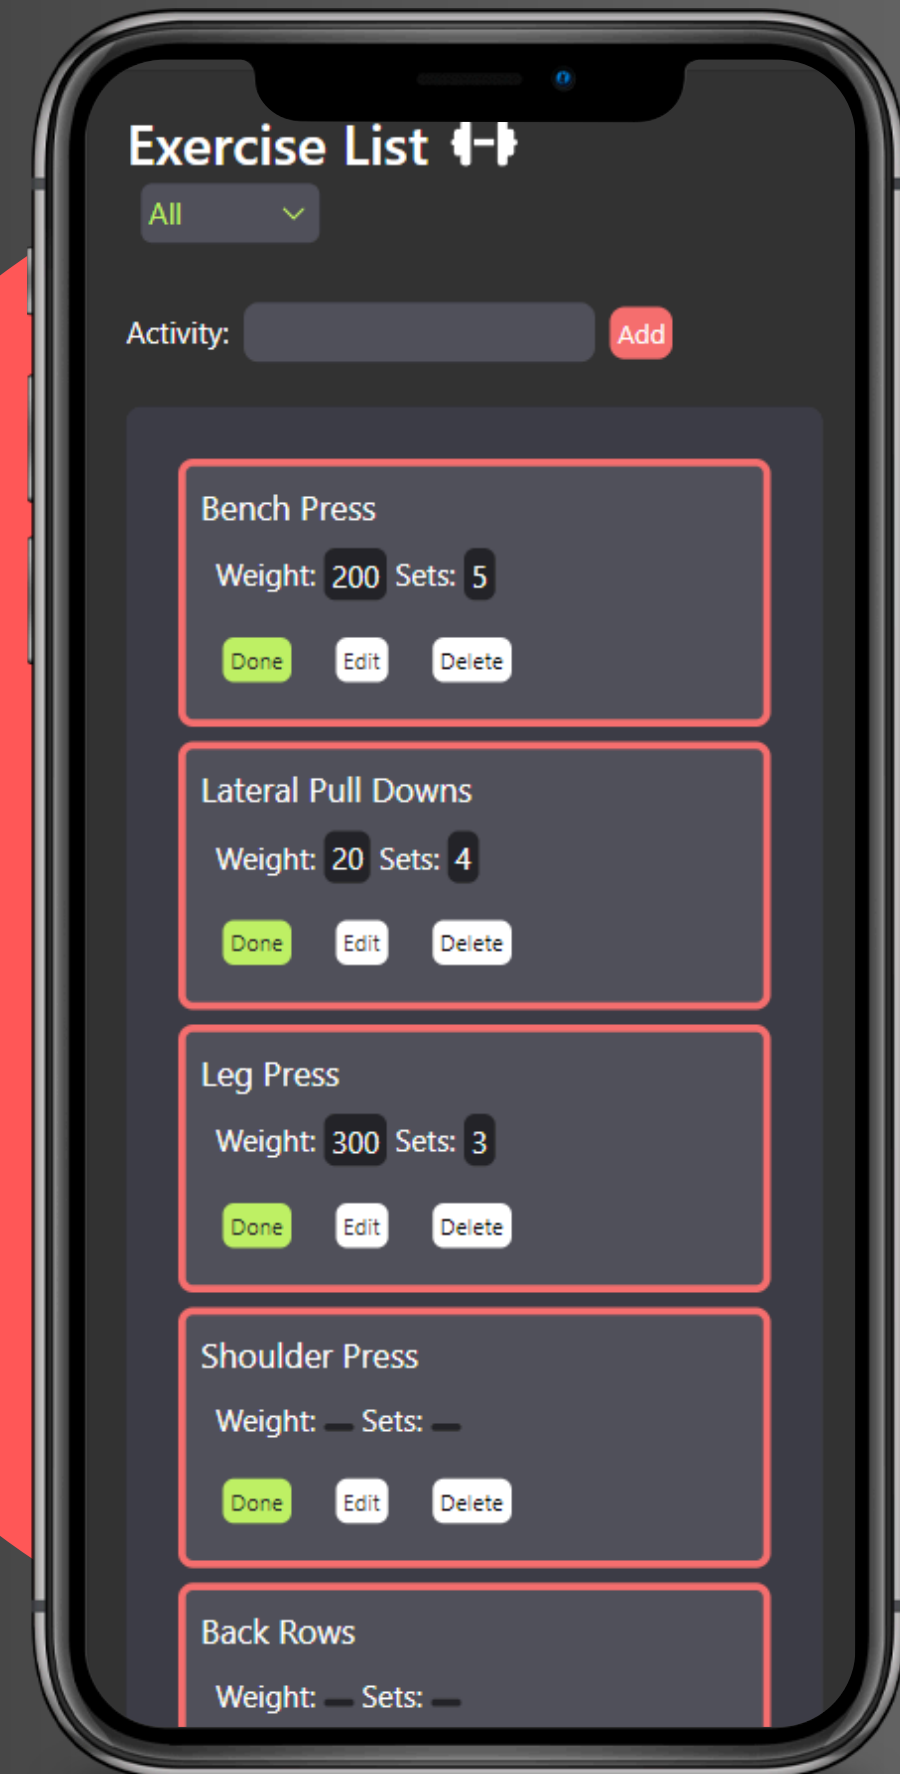 Exercise List
All
Activity: Add
Bench Press
Weight: 200 Sets: 5
Done Edit Delete
Lateral Pull Downs
Weight: 20 Sets: 4
Done Edit Delete
Leg Press
Weight: 300 Sets: 3
Done Edit Delete
Shoulder Press
Weight: Sets:
Done Edit Delete
Back Rows
Weight: Sets: